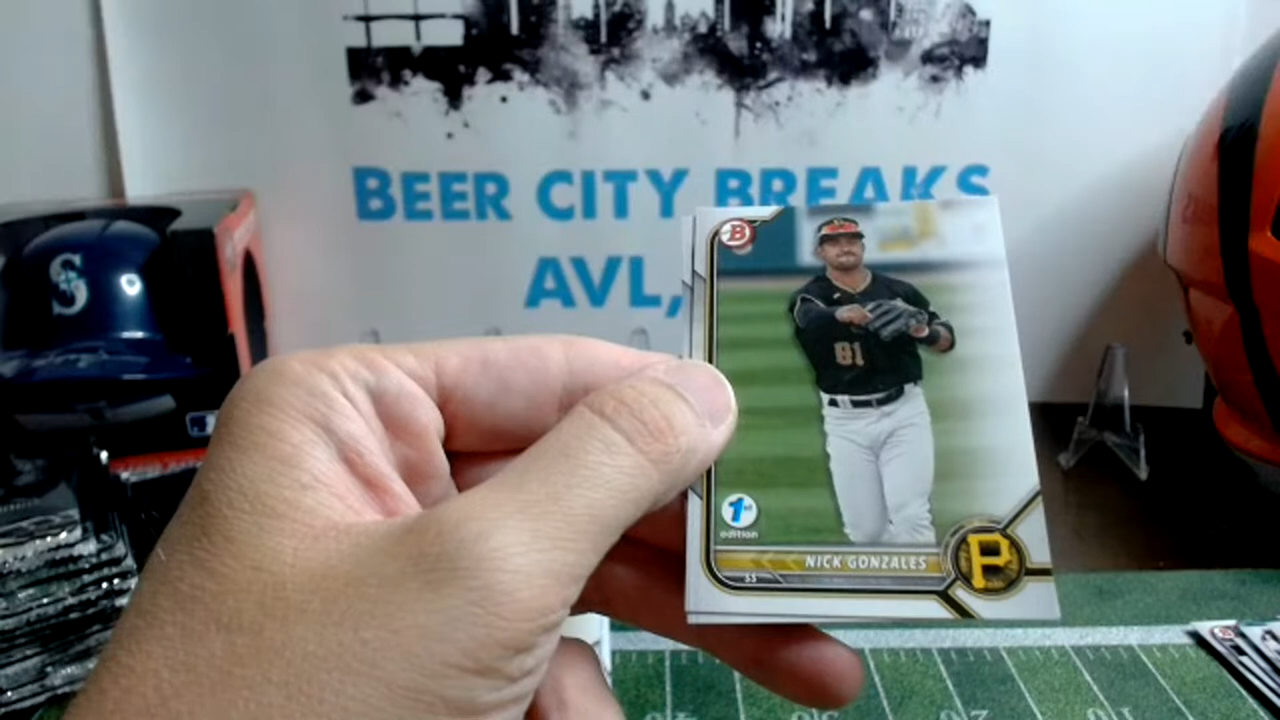 BEER CITY BREAKS
AVL,
S
B
81
1st
edition
NICK GONZALES
SS
P